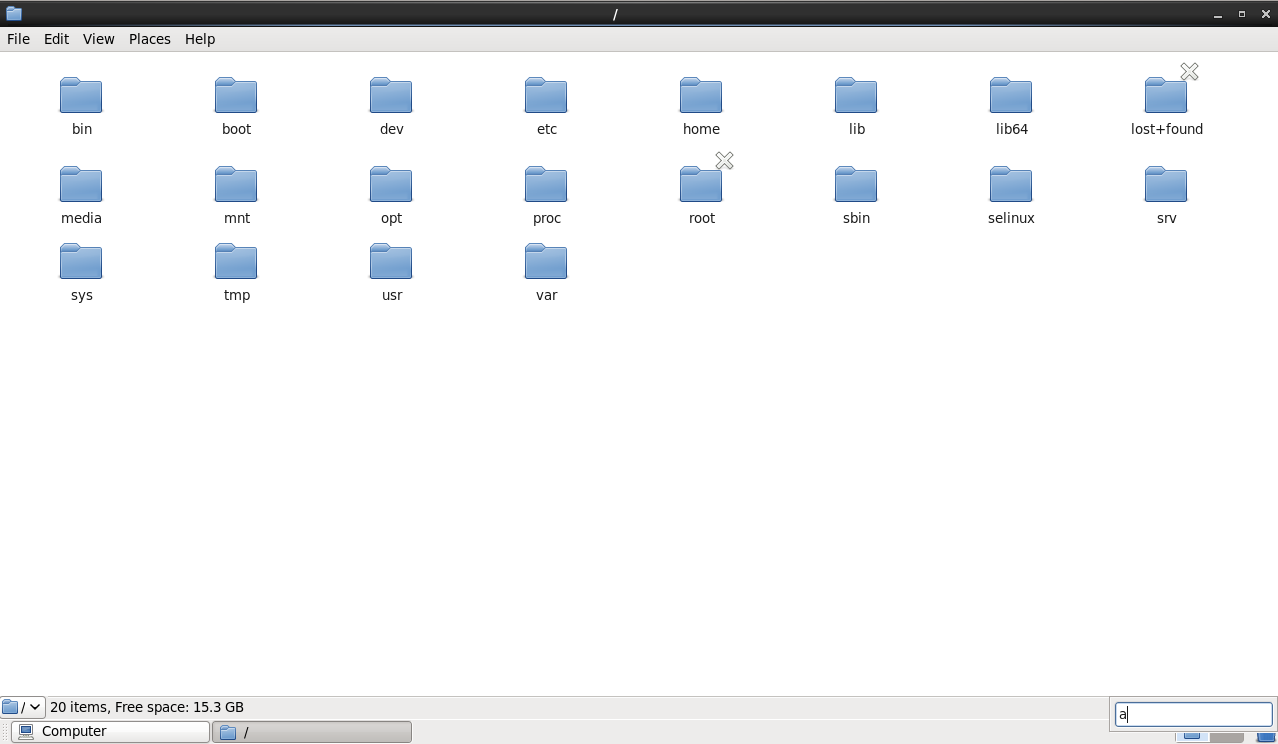 /
File Edit View Places Help
bin boot dev etc home lib lib64 lost+found
media mnt opt proc root sbin selinux srv
sys tmp usr var
/ 20 items, Free space: 15.3 GB
a
Computer /